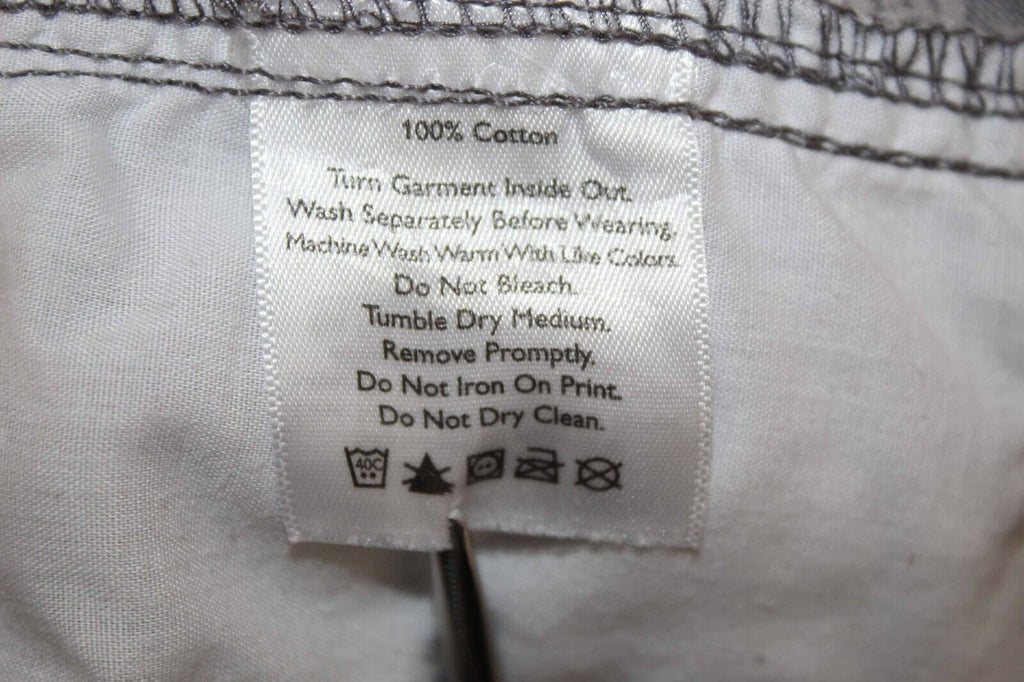 100% Cotton
Turn Garment Inside Out.
Wash Separately Before Wearing.
Machine Wash Warm With Like Colors.
Do Not Bleach.
Tumble Dry Medium.
Remove Promptly.
Do Not Iron On Print.
Do Not Dry Clean.
40C